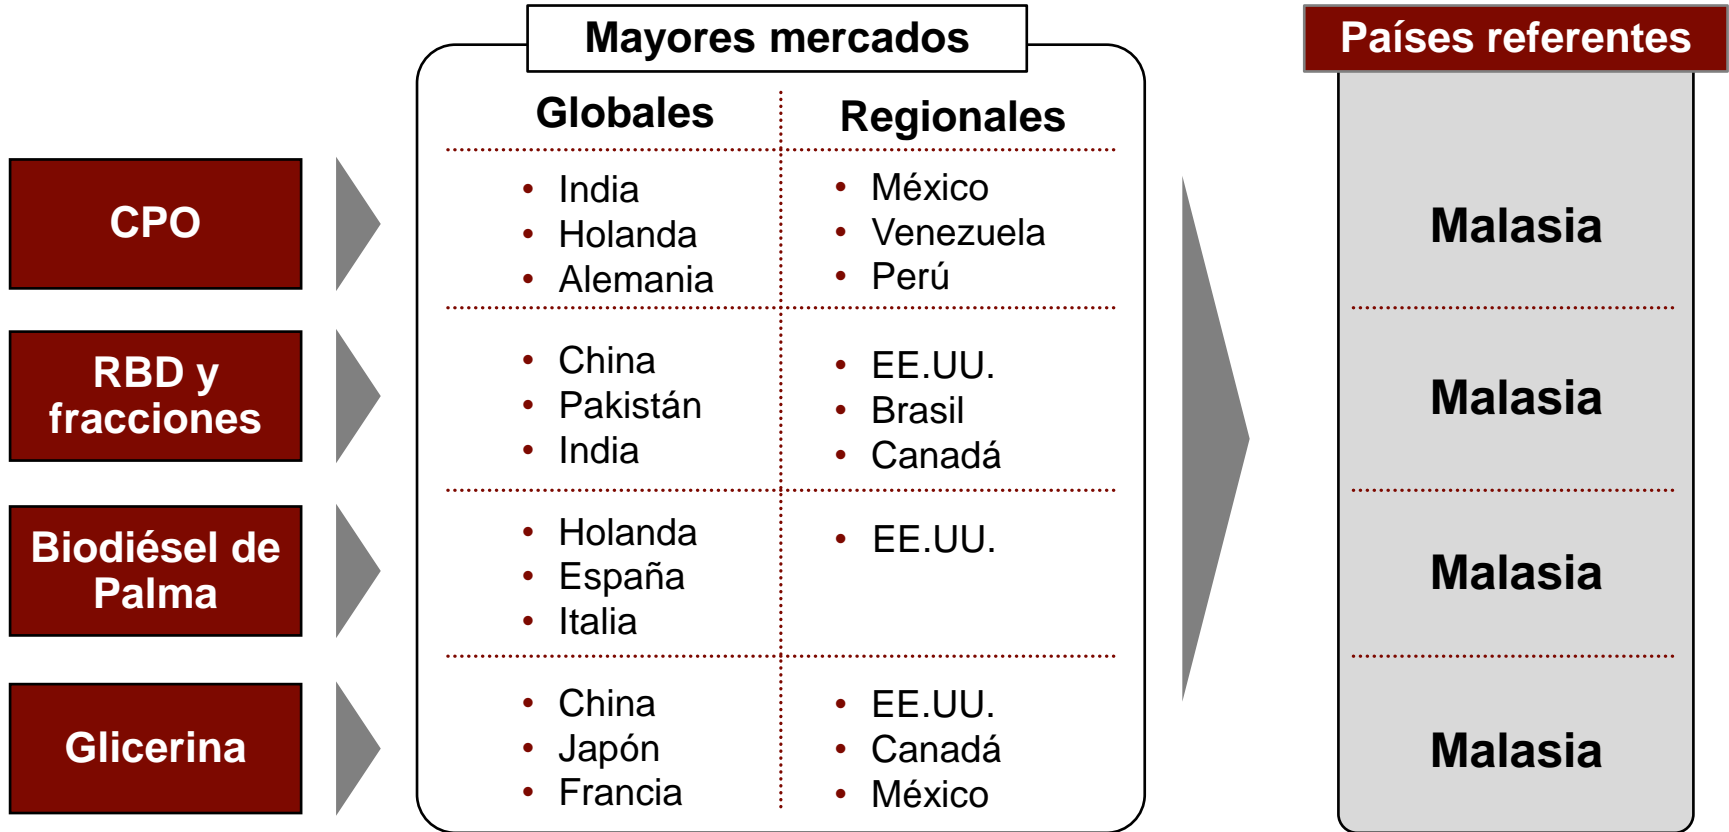 Mayores mercados
Países referentes
Globales
Regionales
CPO
• India
• Holanda
• Alemania
• México
• Venezuela
• Perú
Malasia
RBD y
fracciones
• China
• Pakistán
• India
• EE.UU.
• Brasil
• Canadá
Malasia
Biodiésel de
Palma
• Holanda
• España
• Italia
• EE.UU.
Malasia
Glicerina
• China
• Japón
• Francia
• EE.UU.
• Canadá
• México
Malasia